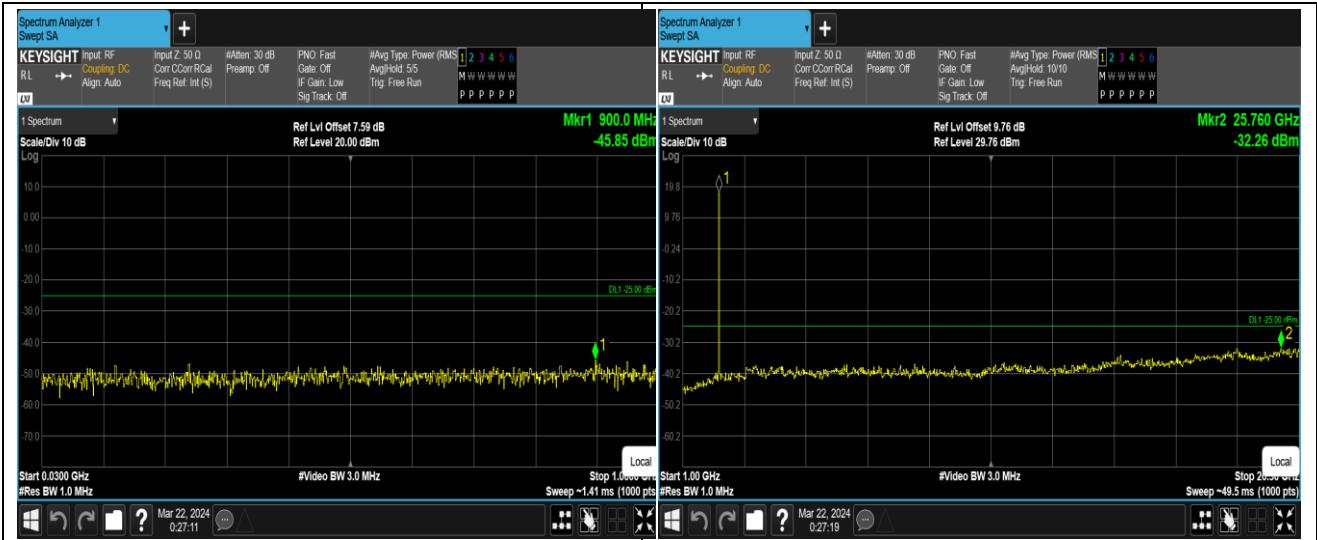 Spectrum Analyzer 1
Swept SA
+
KEYSIGHT
RL
LXI
Input: RF
Coupling: DC
Align: Auto
Input Z: 50 Ω
Corr CCorr RCal
Freq Ref: Int (S)
#Atten: 30 dB
Preamp: Off
PNO: Fast
Gate: Off
IF Gain: Low
Sig Track: Off
#Avg Type: Power (RMS
Avg|Hold: 5/5
Trig: Free Run
1 2 3 4 5 6
M W W W W W
P P P P P P
1 Spectrum
Scale/Div 10 dB
Ref Lvl Offset 7.59 dB
Ref Level 20.00 dBm
Mkr1 900.0 MHz
-45.85 dBm
Log
10.0
0.00
-10.0
-20.0
DL1 -25.00 dBm
-30.0
-40.0
1
-50.0
-60.0
-70.0
Local
Start 0.0300 GHz
#Video BW 3.0 MHz
#Res BW 1.0 MHz
Sweep ~1.41 ms (1000 pts
?
Mar 22, 2024
0:27:11
Spectrum Analyzer 1
Swept SA
+
KEYSIGHT
RL
LXI
Input: RF
Coupling: DC
Align: Auto
Input Z: 50 Ω
Corr CCorr RCal
Freq Ref: Int (S)
#Atten: 30 dB
Preamp: Off
PNO: Fast
Gate: Off
IF Gain: Low
Sig Track: Off
#Avg Type: Power (RMS
Avg|Hold: 10/10
Trig: Free Run
1 2 3 4 5 6
M W W W W W
P P P P P P
1 Spectrum
Scale/Div 10 dB
Ref Lvl Offset 9.76 dB
Ref Level 29.76 dBm
Mkr2 25.760 GHz
-32.26 dBm
Log
1
19.8
9.76
-0.24
-10.2
-20.2
DL1 -25.00 dBm
-30.2
2
-40.2
-50.2
-60.2
Local
Start 1.00 GHz
#Video BW 3.0 MHz
#Res BW 1.0 MHz
Sweep ~49.5 ms (1000 pts)
?
Mar 22, 2024
0:27:19